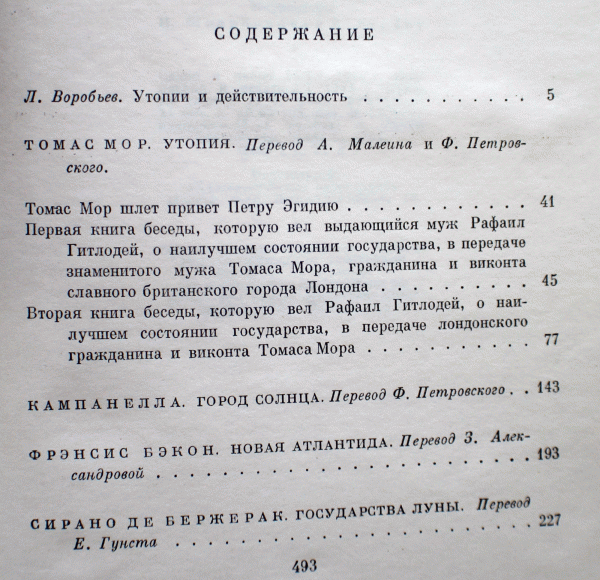 СОДЕРЖАНИЕ
Л. Воробьев. Утопии и действительность . . . . . . . . . . . 5
ТОМАС МОР. УТОПИЯ. Перевод А. Малеина и Ф. Петров-
ского.
Томас Мор шлет привет Петру Эгидию . . . . . . . . . . . 41
Первая книга беседы, которую вел выдающийся муж Рафаил
Гитлодей, о наилучшем состоянии государства, в передаче
знаменитого мужа Томаса Мора, гражданина и виконта
славного британского города Лондона . . . . . . . . . 45
Вторая книга беседы, которую вел Рафаил Гитлодей, о наи-
лучшем состоянии государства, в передаче лондонского
гражданина и виконта Томаса Мора . . . . . . . . . . 77
КАМПАНЕЛЛА. ГОРОД СОЛНЦА. Перевод Ф. Петровского . . 143
ФРЭНСИС БЭКОН. НОВАЯ АТЛАНТИДА. Перевод З. Алек-
сандровой . . . . . . . . . . . . . . . . . . . . 193
СИРАНО ДЕ БЕРЖЕРАК. ГОСУДАРСТВА ЛУНЫ. Перевод
Е. Гунста . . . . . . . . . . . . . . . . . . . 227
493